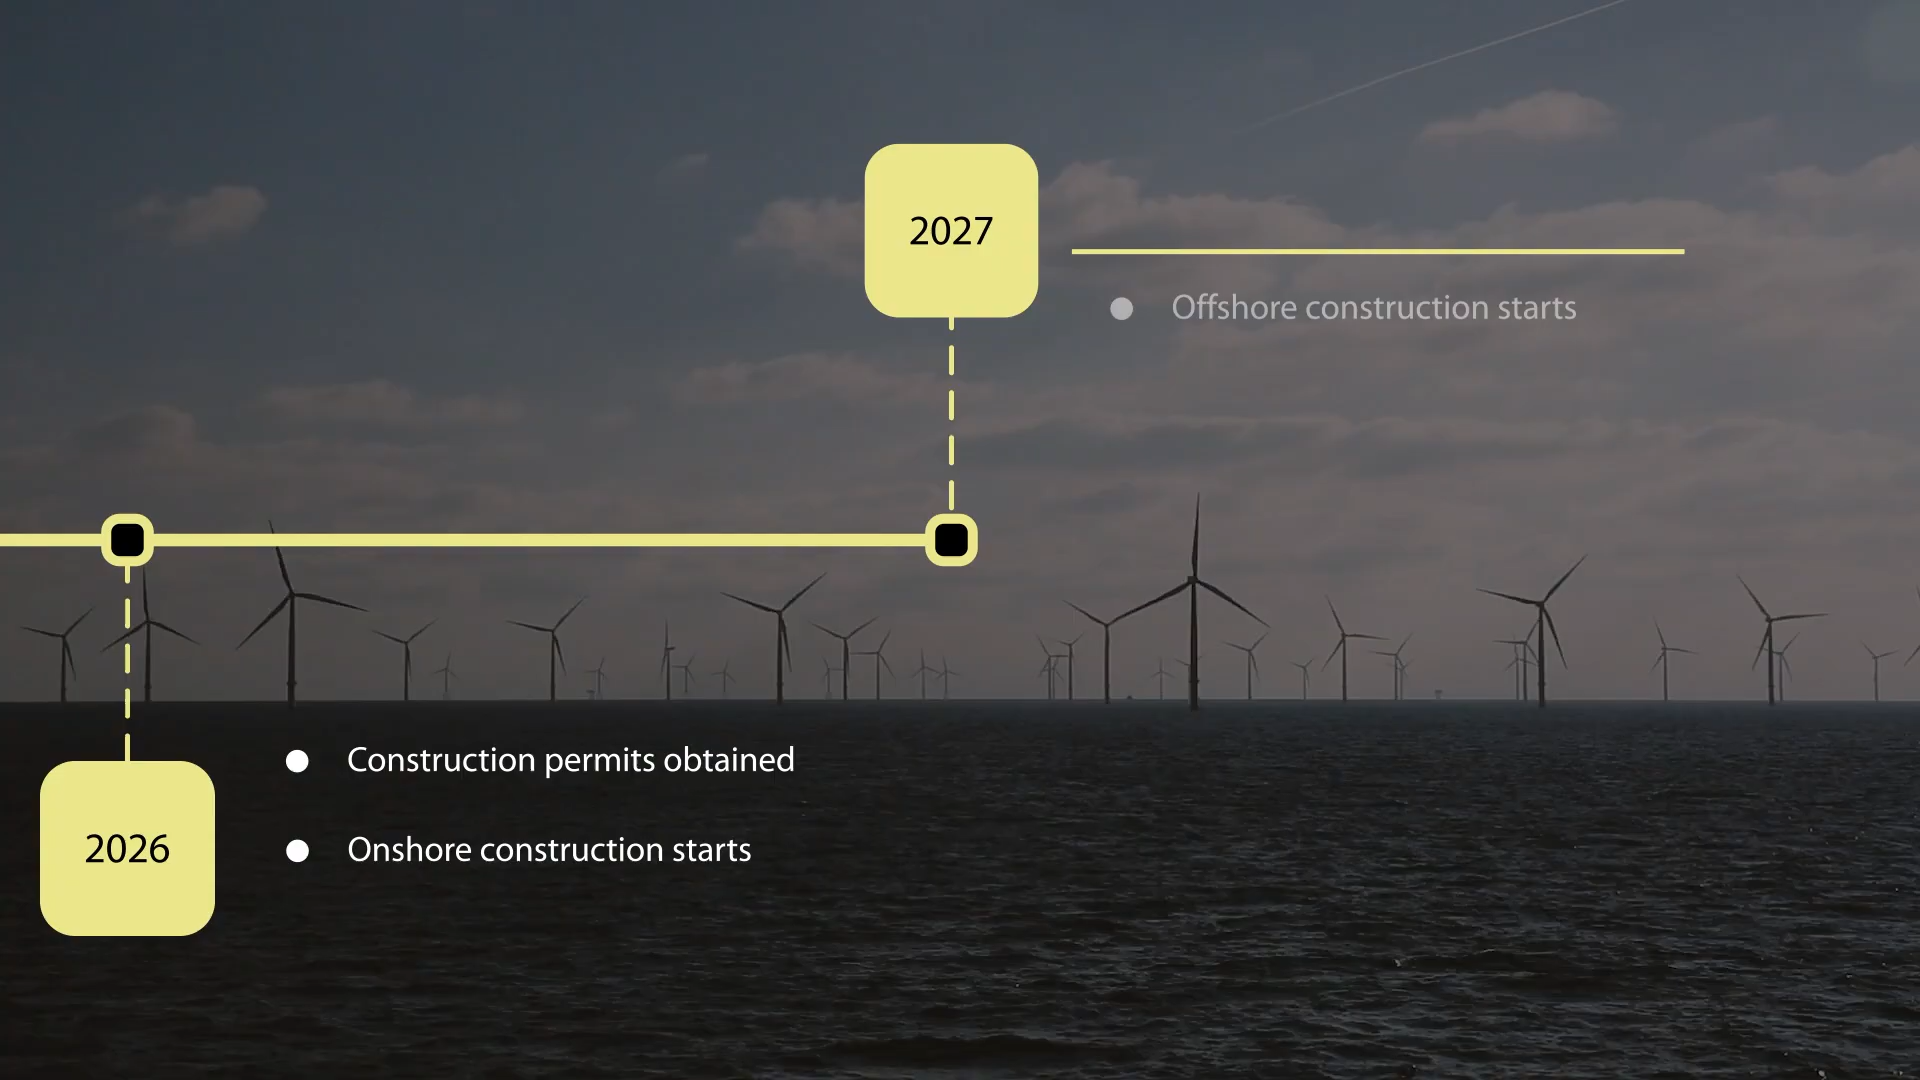 2027
Offshore construction starts
Construction permits obtained
2026
Onshore construction starts